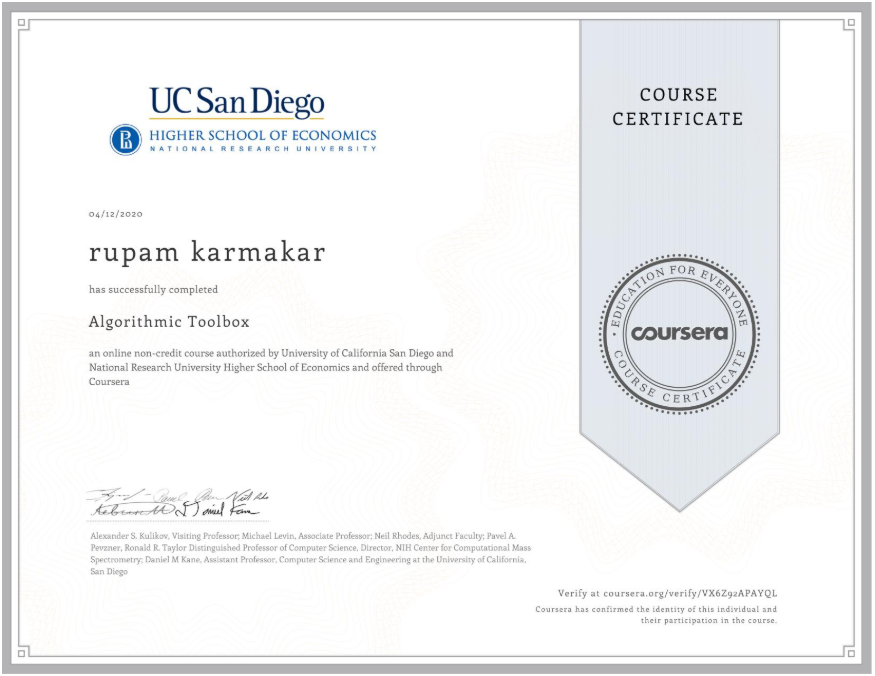 UC San Diego
HIGHER SCHOOL OF ECONOMICS
NATIONAL RESEARCH UNIVERSITY
COURSE
CERTIFICATE
04/12/2020
rupam karmakar
has successfully completed
Algorithmic Toolbox
an online non-credit course authorized by University of California San Diego and
National Research University Higher School of Economics and offered through
Coursera
EDUCATION FOR EVERYONE
coursera
COURSE CERTIFICATE
Alexander S. Kulikov, Visiting Professor; Michael Levin, Associate Professor; Neil Rhodes, Adjunct Faculty; Pavel A.
Pevzner, Ronald R. Taylor Distinguished Professor of Computer Science, Director, NIH Center for Computational Mass
Spectrometry; Daniel M Kane, Assistant Professor, Computer Science and Engineering at the University of California,
San Diego
Verify at coursera.org/verify/VX6Z92APAYQL
Coursera has confirmed the identity of this individual and
their participation in the course.